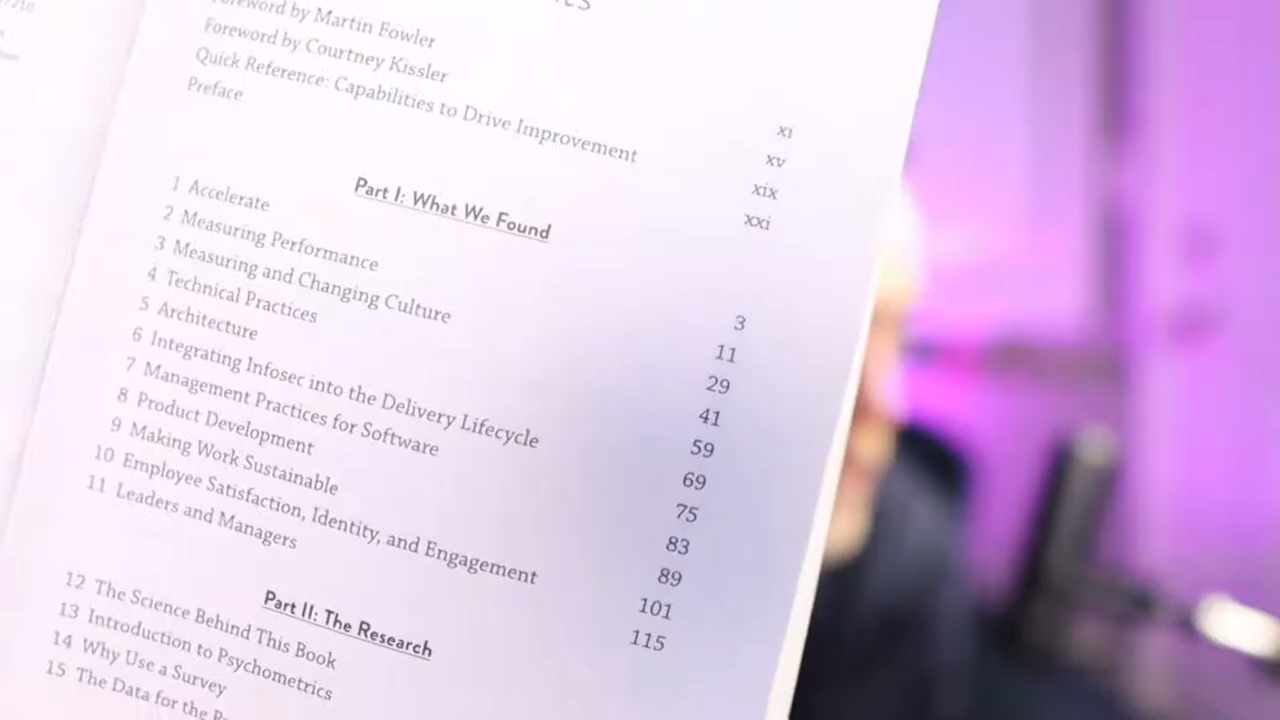 Foreword by Martin Fowler xi
Foreword by Courtney Kissler xv
Quick Reference: Capabilities to Drive Improvement xix
Preface xxi
Part I: What We Found
1 Accelerate 3
2 Measuring Performance 11
3 Measuring and Changing Culture 29
4 Technical Practices 41
5 Architecture 59
6 Integrating Infosec into the Delivery Lifecycle 69
7 Management Practices for Software 75
8 Product Development 83
9 Making Work Sustainable 89
10 Employee Satisfaction, Identity, and Engagement 101
11 Leaders and Managers 115
Part II: The Research
12 The Science Behind This Book
13 Introduction to Psychometrics
14 Why Use a Survey
15 The Data for the